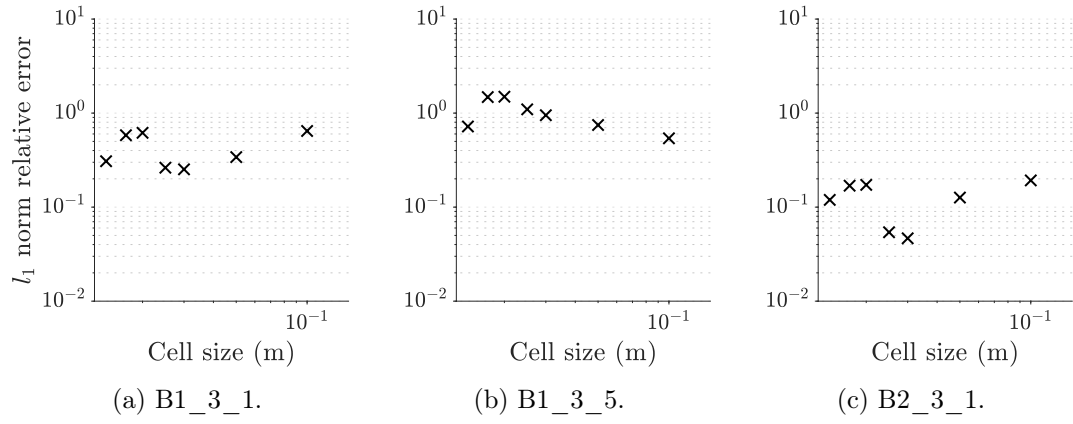 10^1
10^0
10^{-1}
10^{-2}
l_1 norm relative error
10^{-1}
Cell size (m)
(a) B1_3_1.
10^1
10^0
10^{-1}
10^{-2}
10^{-1}
Cell size (m)
(b) B1_3_5.
10^1
10^0
10^{-1}
10^{-2}
10^{-1}
Cell size (m)
(c) B2_3_1.